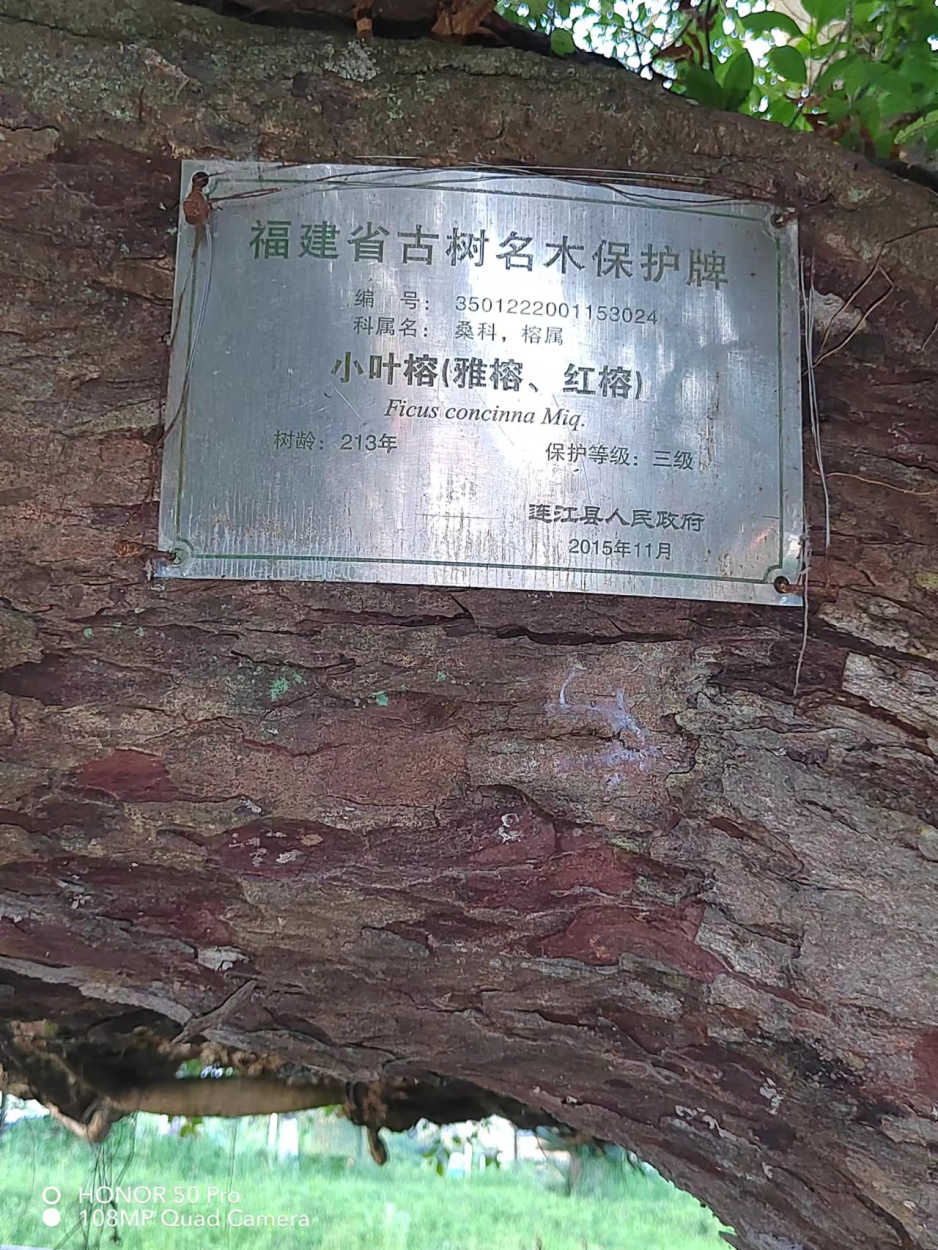 福建省古树名木保护牌
编 号： 3501222001153024
科属名： 桑科，榕属
小叶榕(雅榕、红榕)
Ficus concinna Miq.
树龄：213年 保护等级：三级
连江县人民政府
2015年11月
HONOR 50 Pro
108MP Quad Camera